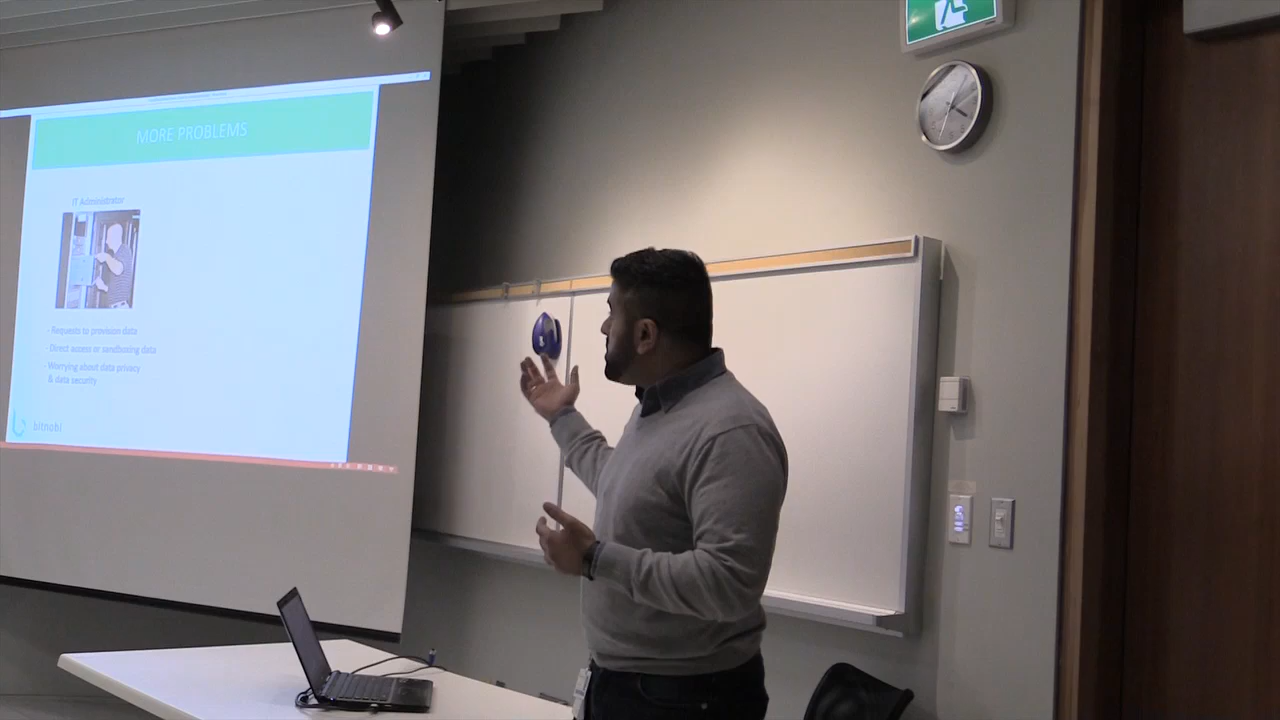 MORE PROBLEMS
IT Administrator
- Requests to provision data
- Direct access or sandboxing data
- Worrying about data privacy
& data security
bitnobi